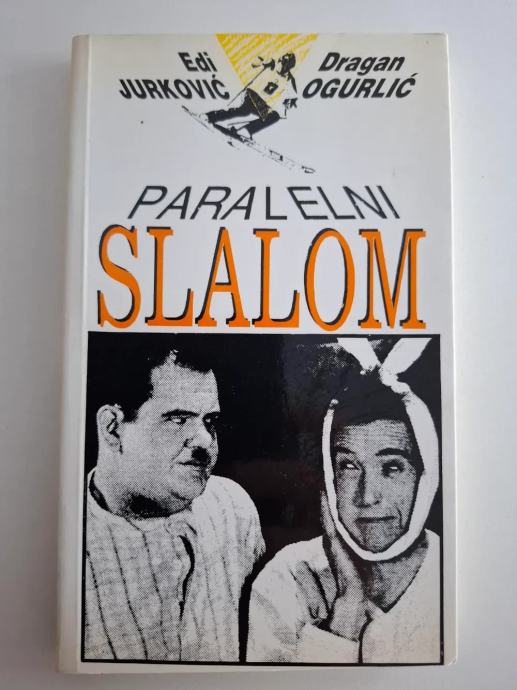 Edi JURKOVIĆ
Dragan OGURLIĆ
PARALELNI
SLALOM